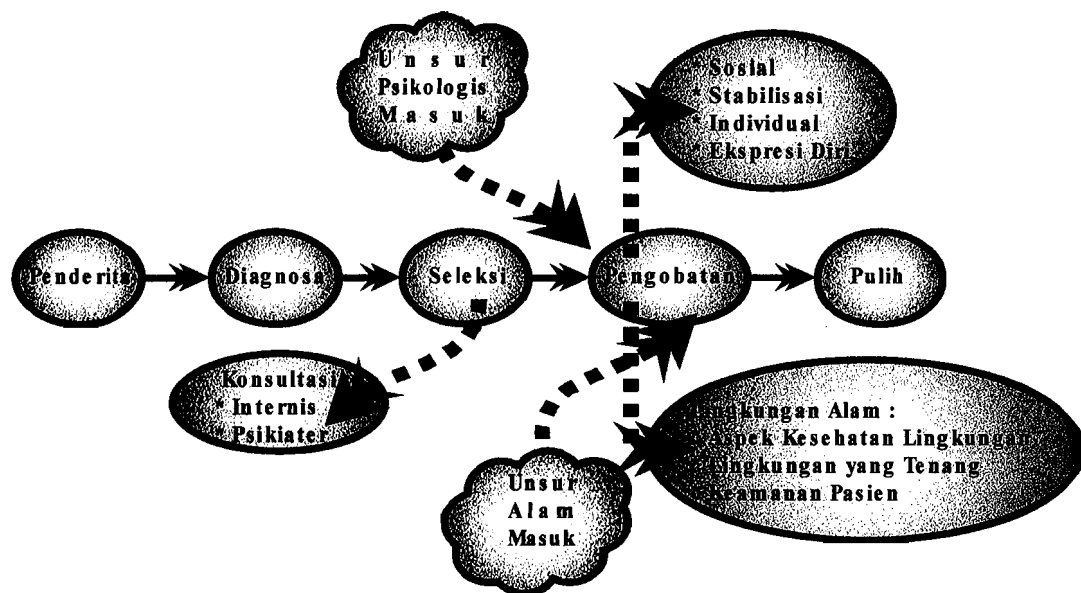 Unsur
Psikologis
Masuk
* Sosial
* Stabilisasi
* Individual
* Ekspresi Diri
Penderita
Diagnosa
Seleksi
Pengobatan
Pulih
Konsultasi
* Internis
* Psikiater
Unsur
Alam
Masuk
Lingkungan Alam :
* Aspek Kesehatan Lingkungan
* Lingkungan yang Tenang
* Keamanan Pasien